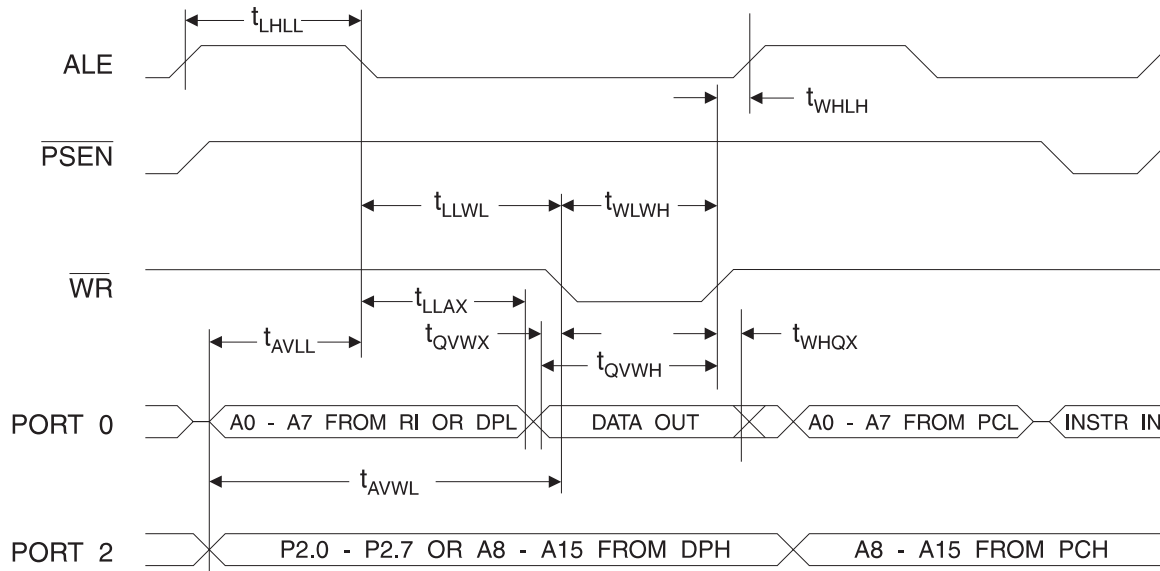 tLHLL
ALE
tWHLH
PSEN
tLLWL
tWLWH
WR
tLLAX
tQVWX
tWHQX
tAVLL
tQVWH
PORT 0
A0 - A7 FROM RI OR DPL
DATA OUT
A0 - A7 FROM PCL
INSTR IN
tAVWL
PORT 2
P2.0 - P2.7 OR A8 - A15 FROM DPH
A8 - A15 FROM PCH